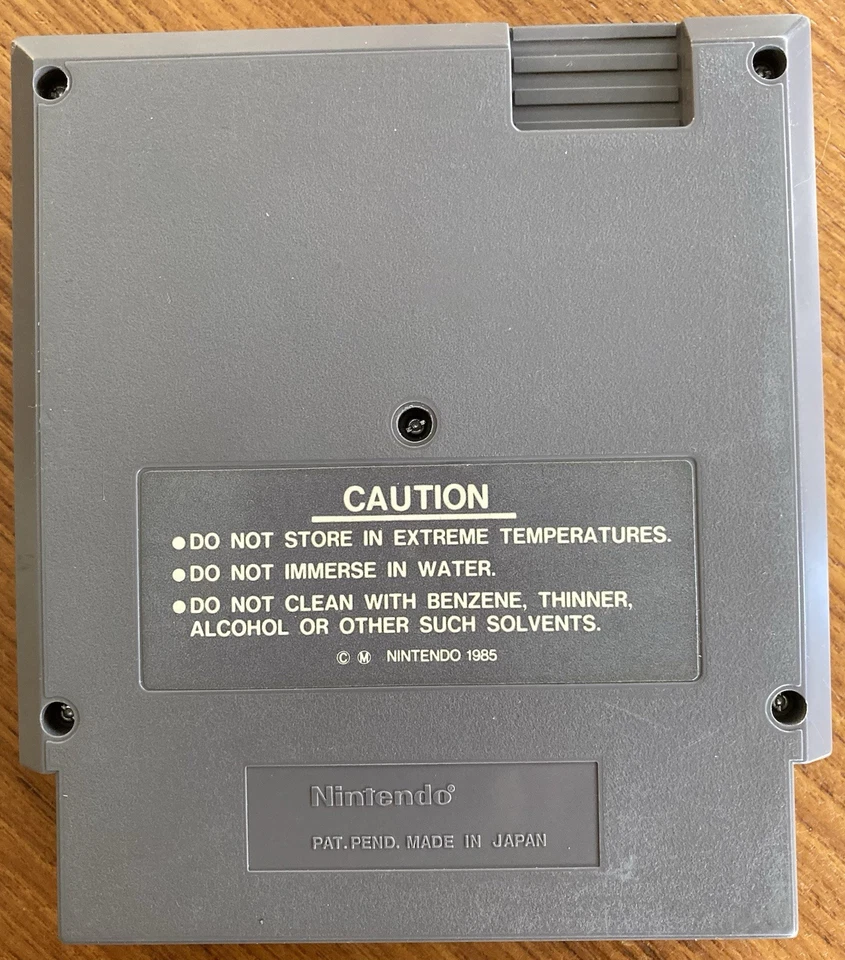 CAUTION
●DO NOT STORE IN EXTREME TEMPERATURES.
●DO NOT IMMERSE IN WATER.
●DO NOT CLEAN WITH BENZENE, THINNER,
ALCOHOL OR OTHER SUCH SOLVENTS.
© Ⓜ NINTENDO 1985
Nintendo®
PAT. PEND. MADE IN JAPAN